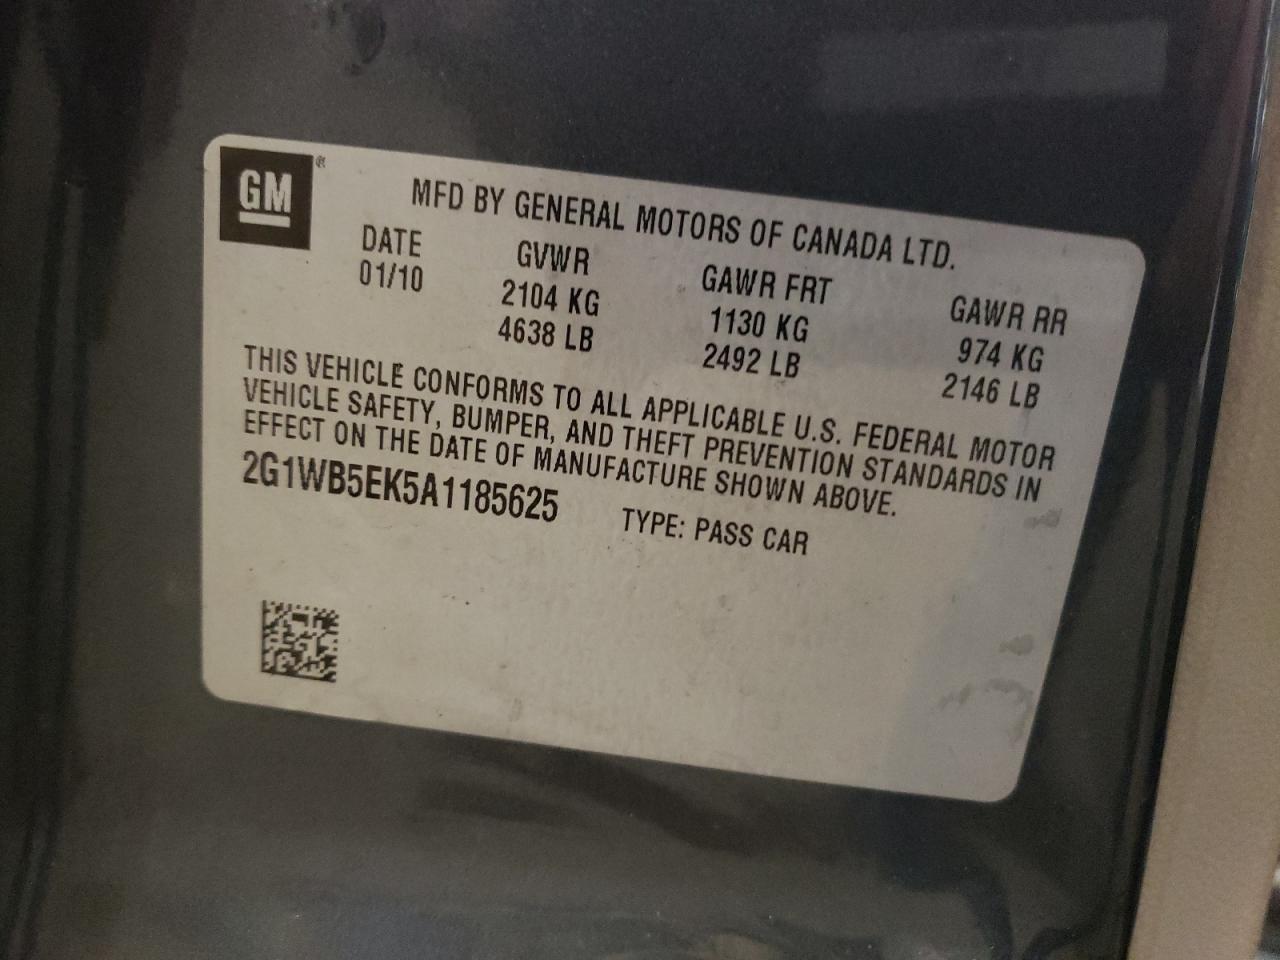 GM ®
MFD BY GENERAL MOTORS OF CANADA LTD.
DATE GVWR GAWR FRT GAWR RR
01/10 2104 KG 1130 KG 974 KG
4638 LB 2492 LB 2146 LB
THIS VEHICLE CONFORMS TO ALL APPLICABLE U.S. FEDERAL MOTOR
VEHICLE SAFETY, BUMPER, AND THEFT PREVENTION STANDARDS IN
EFFECT ON THE DATE OF MANUFACTURE SHOWN ABOVE.
2G1WB5EK5A1185625 TYPE: PASS CAR